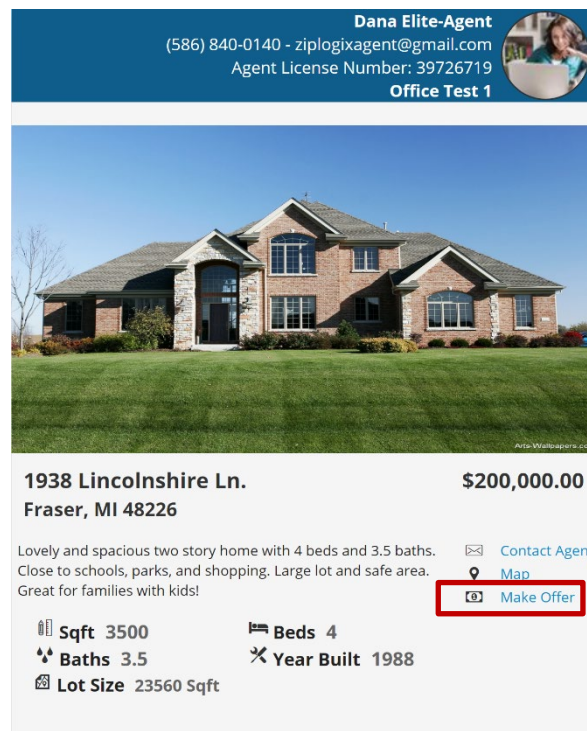 Dana Elite-Agent
(586) 840-0140 - ziplogixagent@gmail.com
Agent License Number: 39726719
Office Test 1
Arts-Wallpapers.co
1938 Lincolnshire Ln.
$200,000.00
Fraser, MI 48226
Lovely and spacious two story home with 4 beds and 3.5 baths.
Close to schools, parks, and shopping. Large lot and safe area.
Great for families with kids!
Contact Agen
Map
Make Offer
Sqft 3500
Beds 4
Baths 3.5
Year Built 1988
Lot Size 23560 Sqft